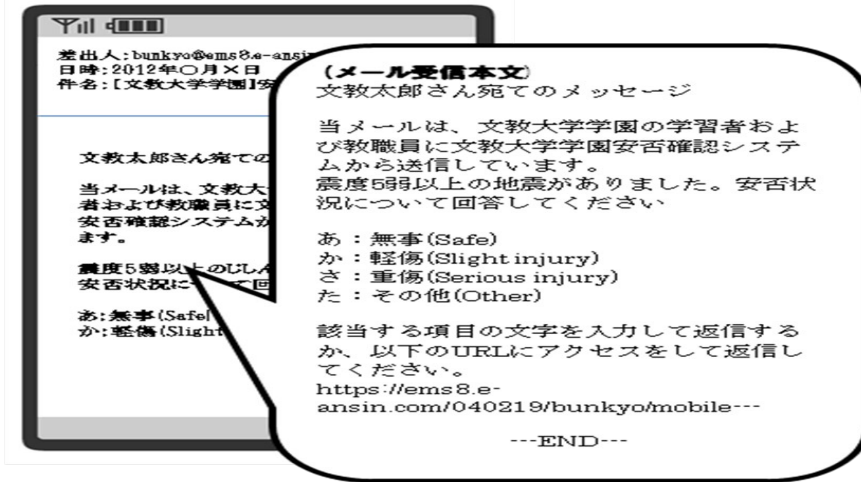 差出人:bunkyo@ems8.e-ansin
日時:2012年○月×日
件名:[文教大学学園]安
文教太郎さん宛ての
当メールは、文教大
者および教職員に文
安否確認システムか
ます。
震度5弱以上のじしん
安否状況に て回
あ:無事(Safe)
か:軽傷(Slight
(メール受信本文)
文教太郎さん宛てのメッセージ
当メールは、文教大学学園の学習者およ
び教職員に文教大学学園安否確認システ
ムから送信しています。
震度5弱以上の地震がありました。安否状
況について回答してください
あ:無事(Safe)
か:軽傷(Slight injury)
さ:重傷(Serious injury)
た:その他(Other)
該当する項目の文字を入力して返信する
か、以下のURLにアクセスをして返信し
てください。
https://ems8.e-
ansin.com/040219/bunkyo/mobile---
---END---